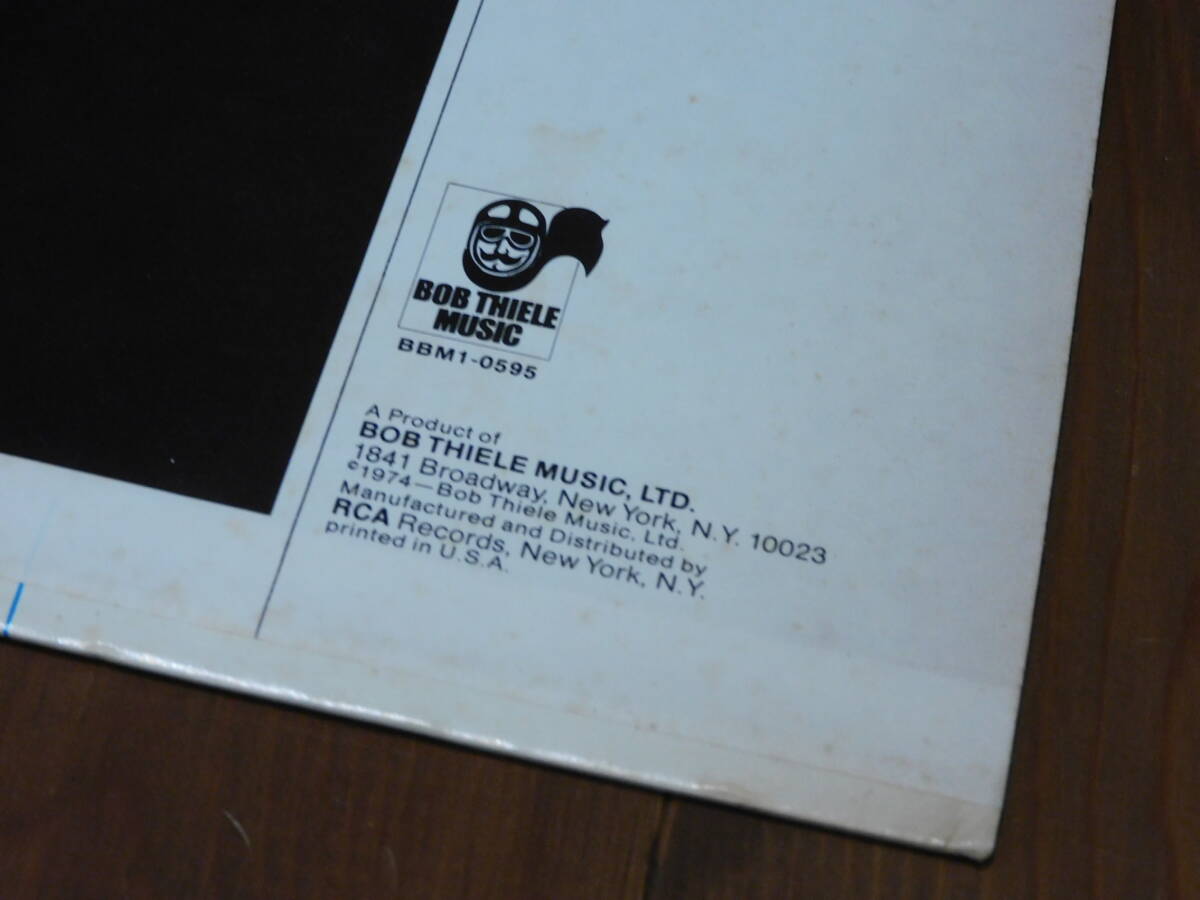 BOB THIELE
MUSIC
BBM1-0595
A Product of
BOB THIELE MUSIC, LTD.
1841 Broadway, New York, N.Y. 10023
©1974—Bob Thiele Music, Ltd.
Manufactured and Distributed by
RCA Records, New York, N.Y.
printed in U.S.A.